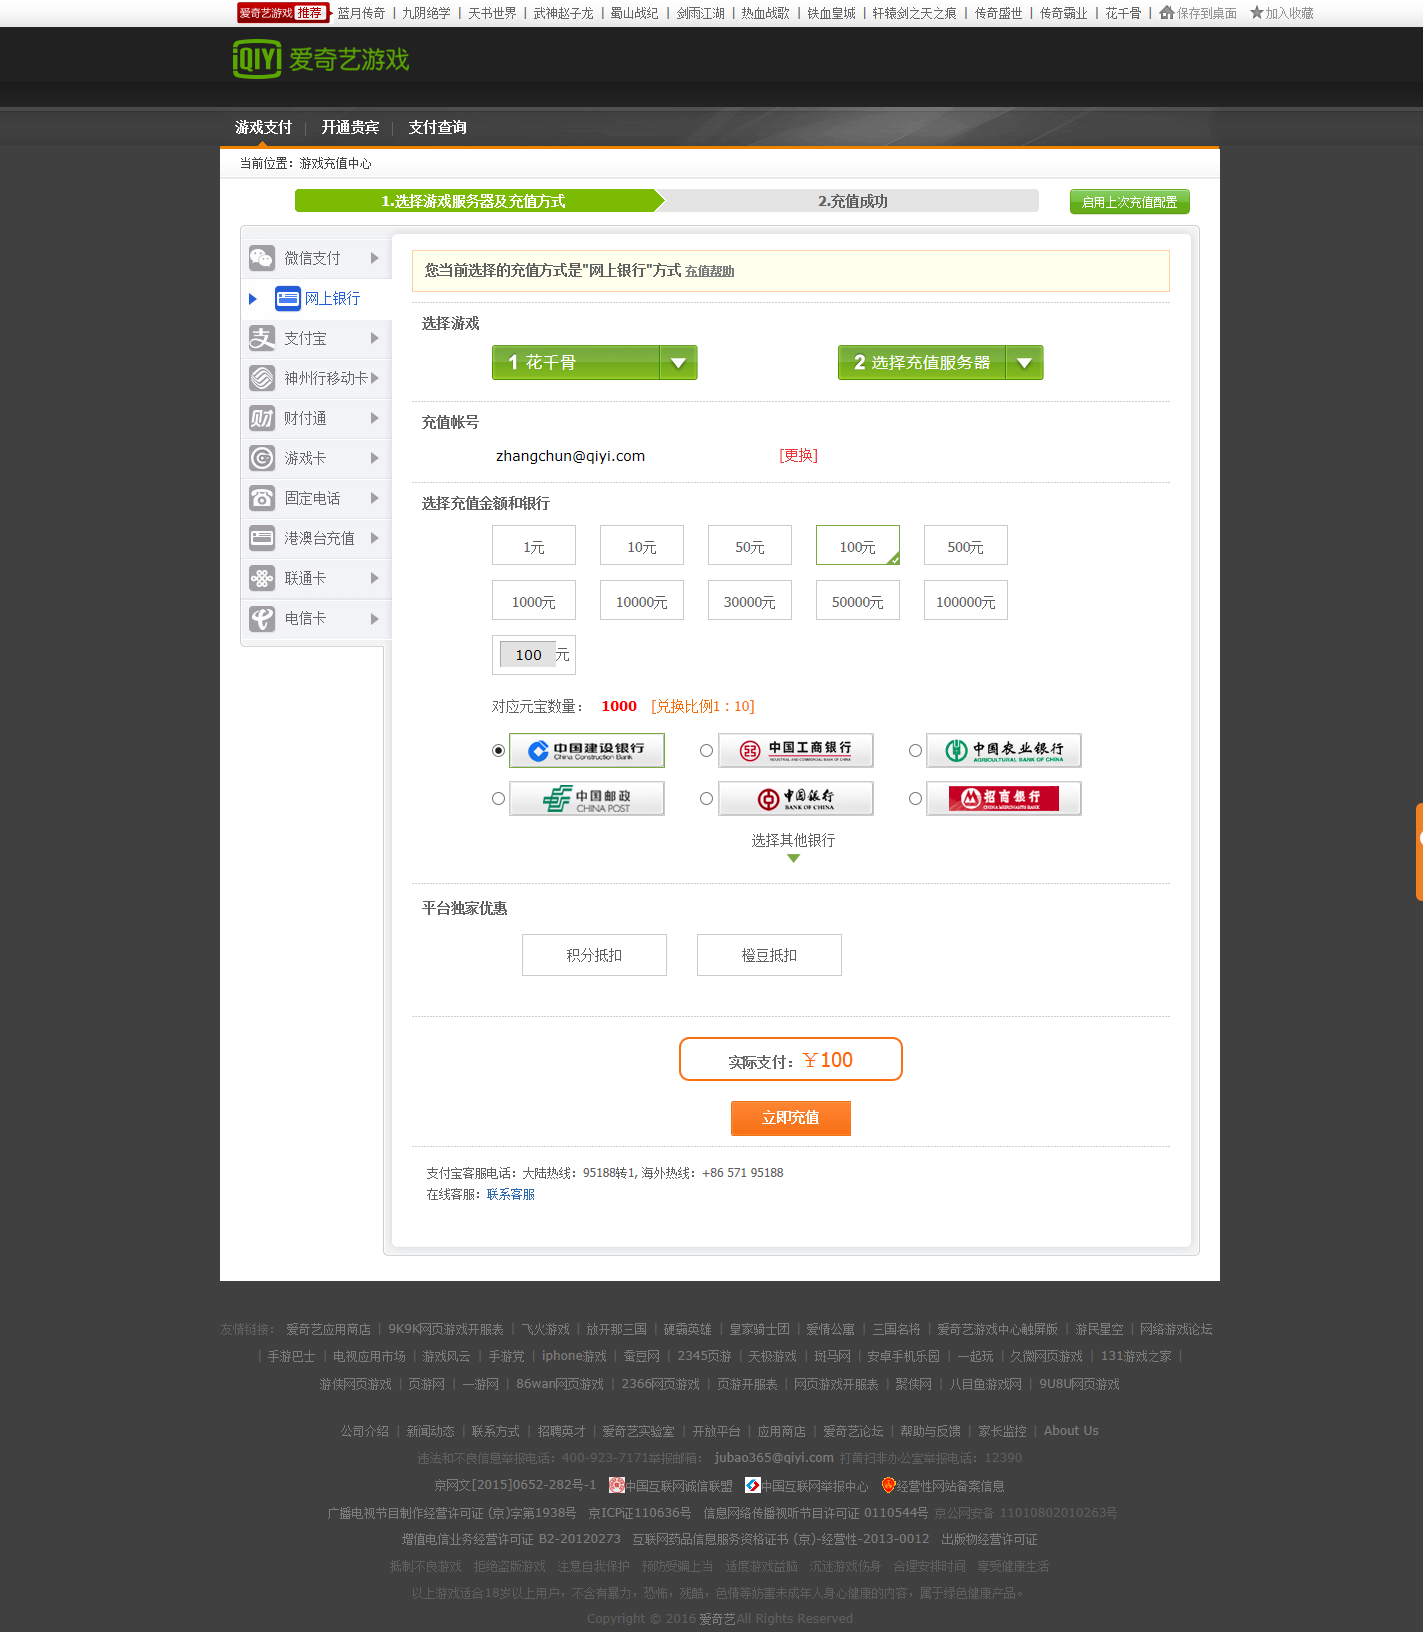 爱奇艺游戏 推荐 蓝月传奇 | 九阴绝学 | 天书世界 | 武神赵子龙 | 蜀山战纪 | 剑雨江湖 | 热血战歌 | 铁血皇城 | 轩辕剑之天之痕 | 传奇盛世 | 传奇霸业 | 花千骨 | 保存到桌面 加入收藏
iQIYI 爱奇艺游戏
游戏支付 | 开通贵宾 | 支付查询
当前位置：游戏充值中心
1.选择游戏服务器及充值方式 2.充值成功 启用上次充值配置
微信支付
网上银行
支付宝
神州行移动卡
财付通
游戏卡
固定电话
港澳台充值
联通卡
电信卡
您当前选择的充值方式是"网上银行"方式 充值帮助
选择游戏
1 花千骨 2 选择充值服务器
充值帐号
zhangchun@qiyi.com [更换]
选择充值金额和银行
1元 10元 50元 100元 500元
1000元 10000元 30000元 50000元 100000元
100 元
对应元宝数量： 1000 [兑换比例1：10]
中国建设银行 China Construction Bank 中国工商银行 INDUSTRIAL AND COMMERCIAL BANK OF CHINA 中国农业银行 AGRICULTURAL BANK OF CHINA
中国邮政 CHINA POST 中国银行 BANK OF CHINA 招商银行 CHINA MERCHANTS BANK
选择其他银行
平台独家优惠
积分抵扣 橙豆抵扣
实际支付：￥100
立即充值
支付宝客服电话：大陆热线：95188转1, 海外热线：+86 571 95188
在线客服：联系客服
友情链接： 爱奇艺应用商店 | 9K9K网页游戏开服表 | 飞火游戏 | 放开那三国 | 硬霸英雄 | 皇家骑士团 | 爱情公寓 | 三国名将 | 爱奇艺游戏中心触屏版 | 游民星空 | 网络游戏论坛
| 手游巴士 | 电视应用市场 | 游戏风云 | 手游党 | iphone游戏 | 蚕豆网 | 2345页游 | 天极游戏 | 斑马网 | 安卓手机乐园 | 一起玩 | 久微网页游戏 | 131游戏之家 |
游侠网页游戏 | 页游网 | 一游网 | 86wan网页游戏 | 2366网页游戏 | 页游开服表 | 网页游戏开服表 | 聚侠网 | 八目鱼游戏网 | 9U8U网页游戏
公司介绍 | 新闻动态 | 联系方式 | 招聘英才 | 爱奇艺实验室 | 开放平台 | 应用商店 | 爱奇艺论坛 | 帮助与反馈 | 家长监控 | About Us
违法和不良信息举报电话：400-923-7171举报邮箱： jubao365@qiyi.com 打黄扫非办公室举报电话：12390
京网文[2015]0652-282号-1 中国互联网诚信联盟 中国互联网举报中心 经营性网站备案信息
广播电视节目制作经营许可证 (京)字第1938号 京ICP证110636号 信息网络传播视听节目许可证 0110544号 京公网安备 11010802010263号
增值电信业务经营许可证 B2-20120273 互联网药品信息服务资格证书 (京)-经营性-2013-0012 出版物经营许可证
抵制不良游戏 拒绝盗版游戏 注意自我保护 预防受骗上当 适度游戏益脑 沉迷游戏伤身 合理安排时间 享受健康生活
以上游戏适合18岁以上用户，不含有暴力，恐怖，残酷，色情等妨害未成年人身心健康的内容，属于绿色健康产品。
Copyright © 2016 爱奇艺 All Rights Reserved